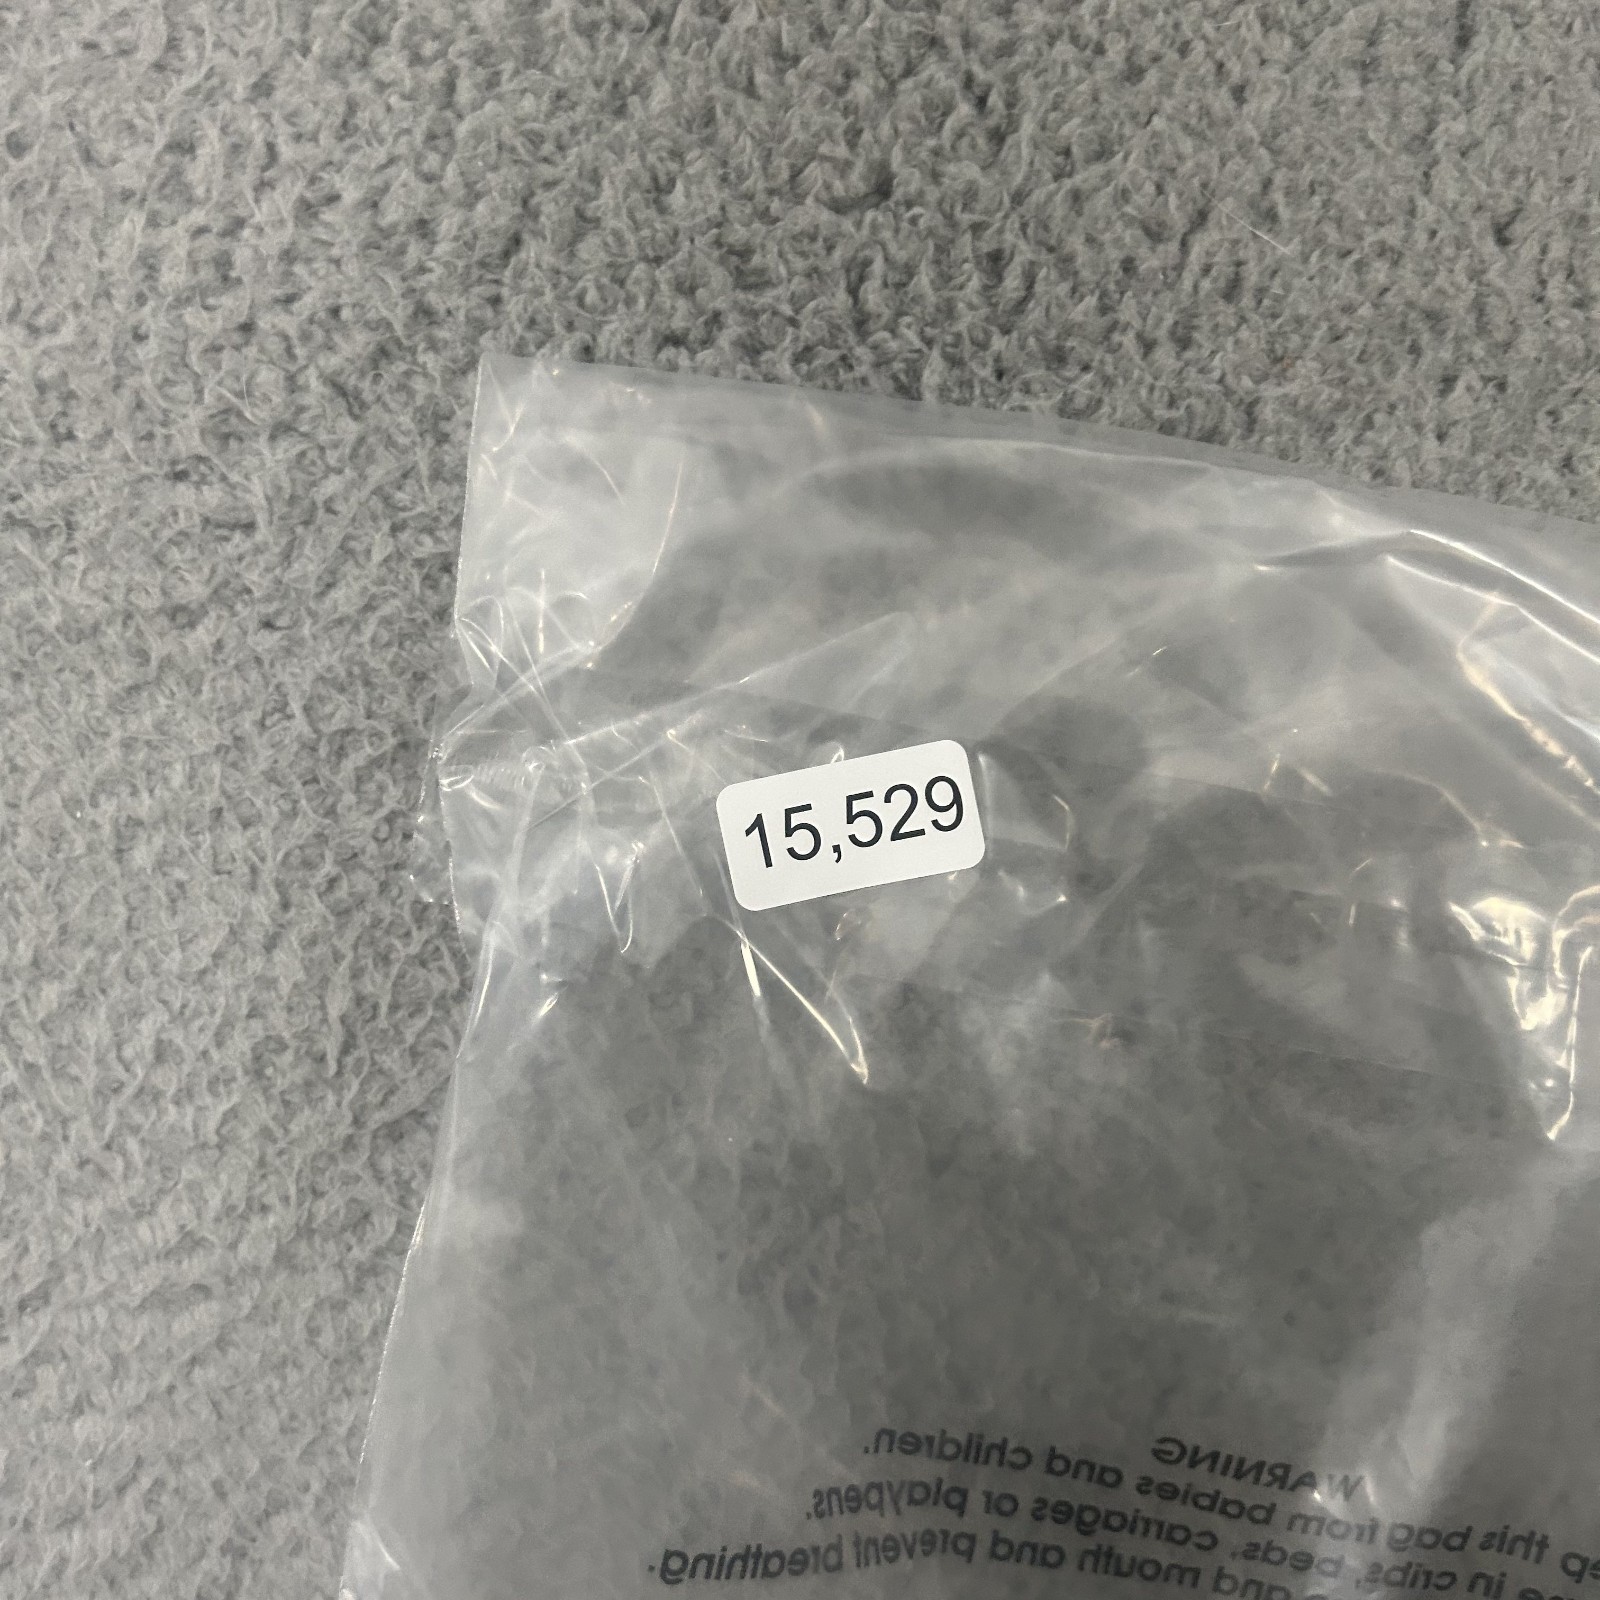 15,529
WARNING
ep this bag from babies and children.
in cribs, beds, carriages or playpens.
and mouth and prevent breathing.